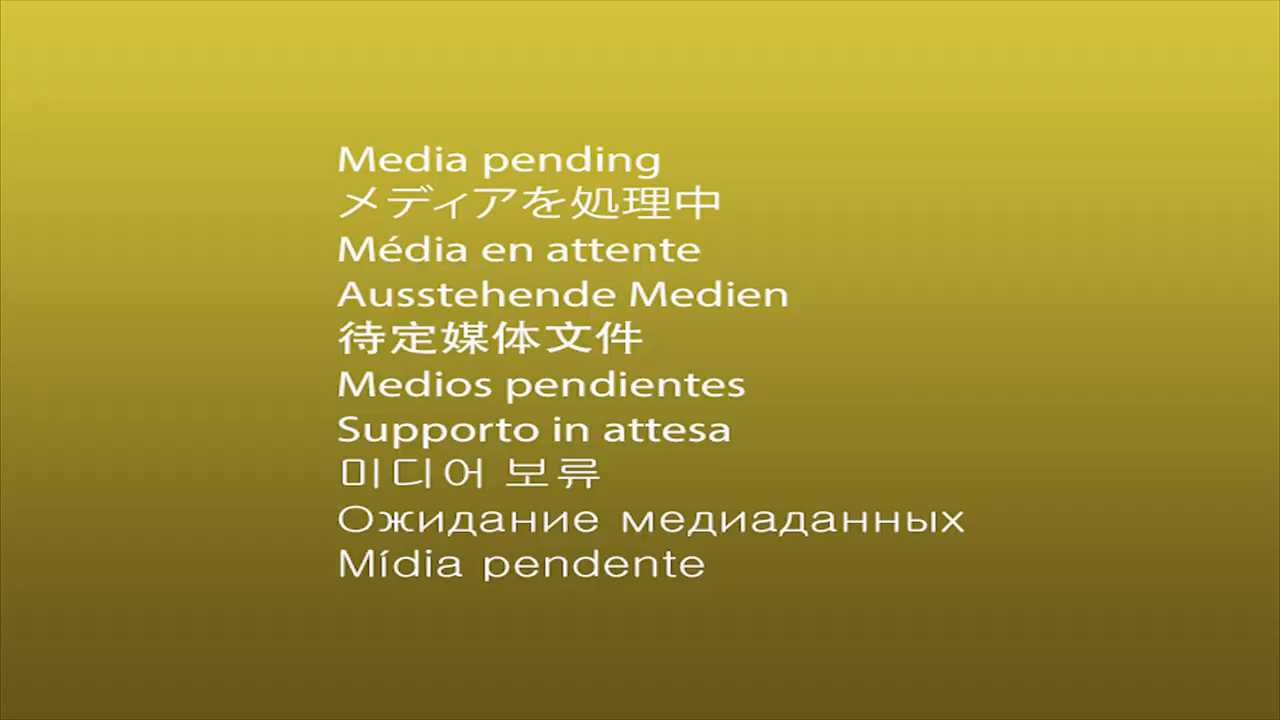 Media pending
メディアを処理中
Média en attente
Ausstehende Medien
待定媒体文件
Medios pendientes
Supporto in attesa
미디어 보류
Ожидание медиаданных
Mídia pendente